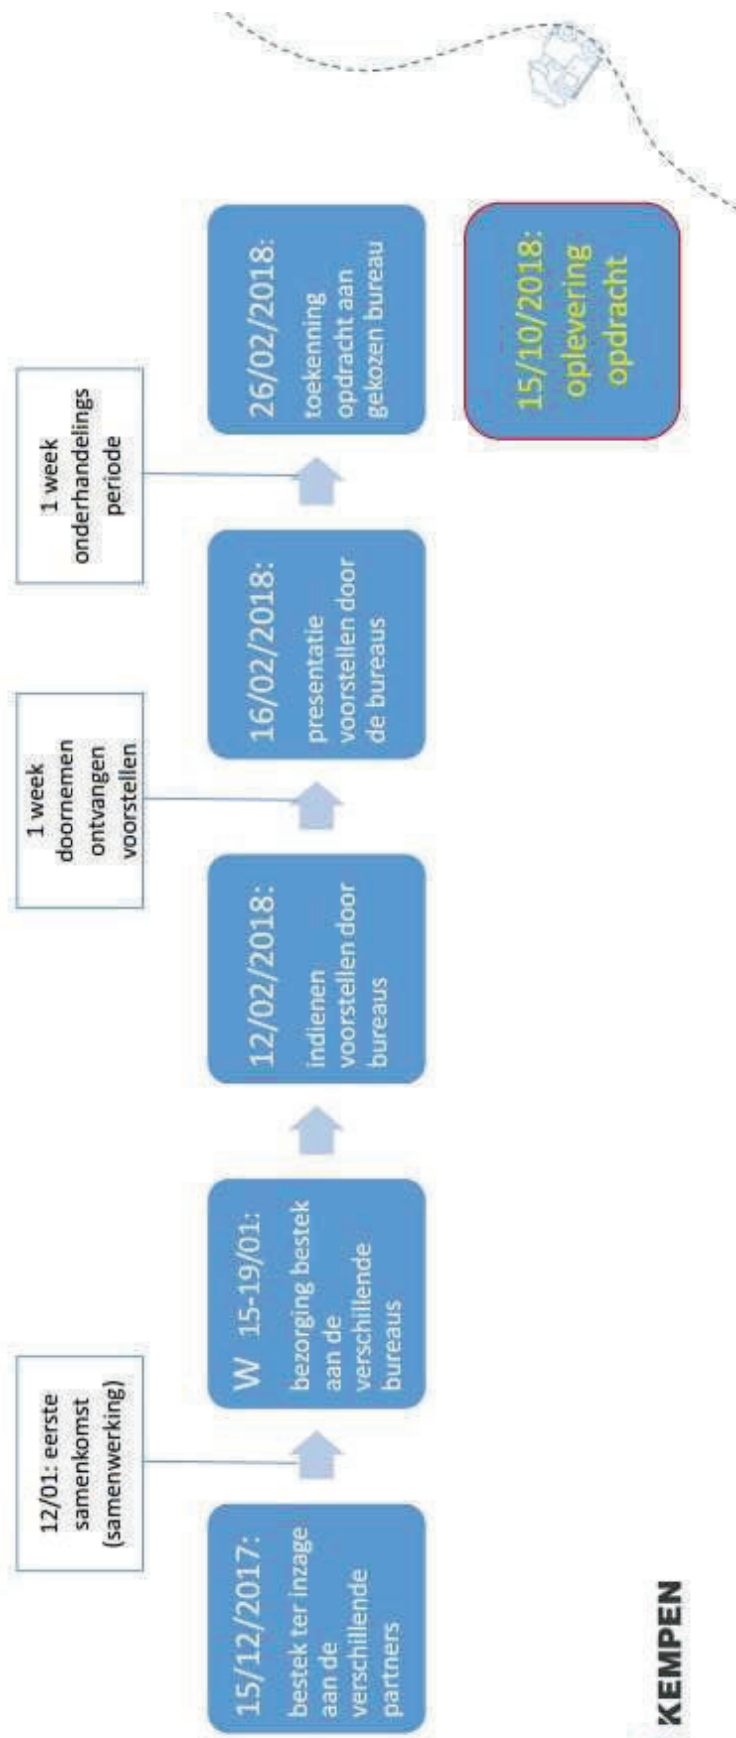 12/01: eerste
samenkomst
(samenwerking)
1 week
doornemen
ontvangen
voorstellen
1 week
onderhandelings
periode
15/12/2017:
bestek ter inzage
aan de
verschillende
partners
W 15-19/01:
bezorging bestek
aan de
verschillende
bureaus
12/02/2018:
indienen
voorstellen door
bureaus
16/02/2018:
presentatie
voorstellen door
de bureaus
26/02/2018:
toekenning
opdracht aan
gekozen bureau
15/10/2018:
oplevering
opdracht
KEMPEN